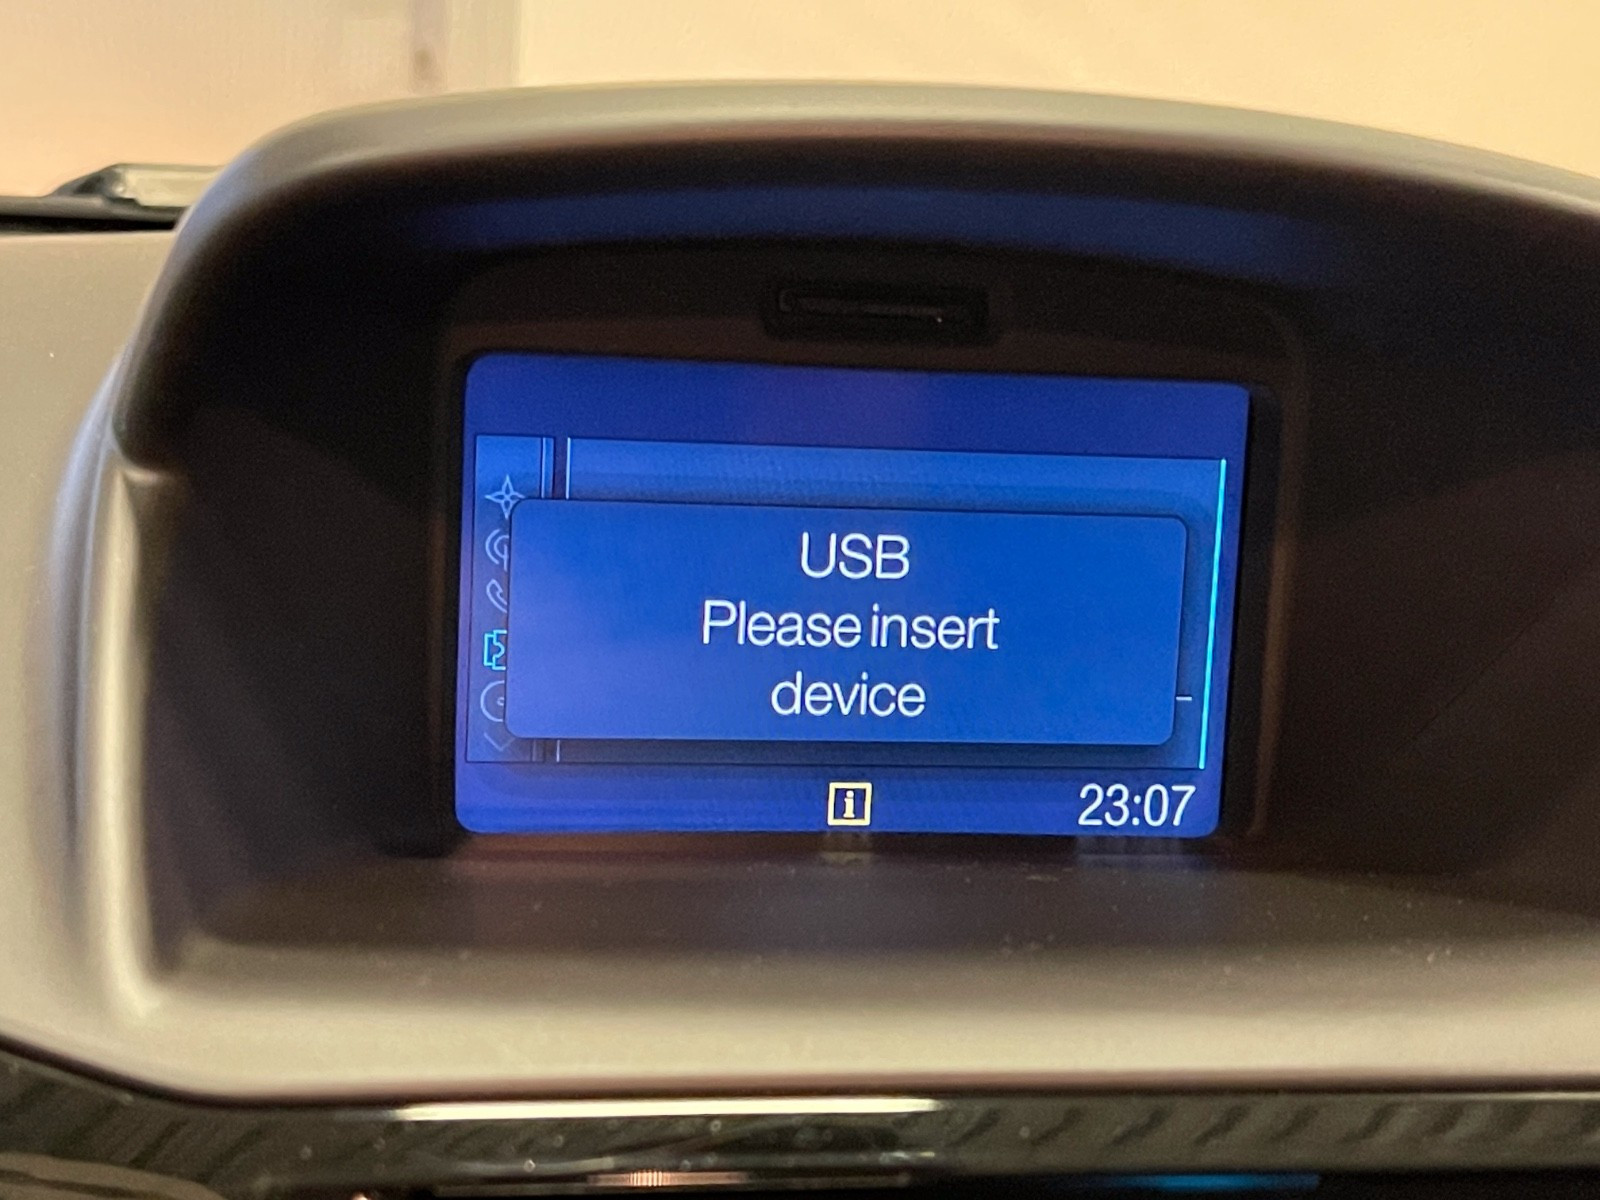 USB
Please insert
device
i
23:07